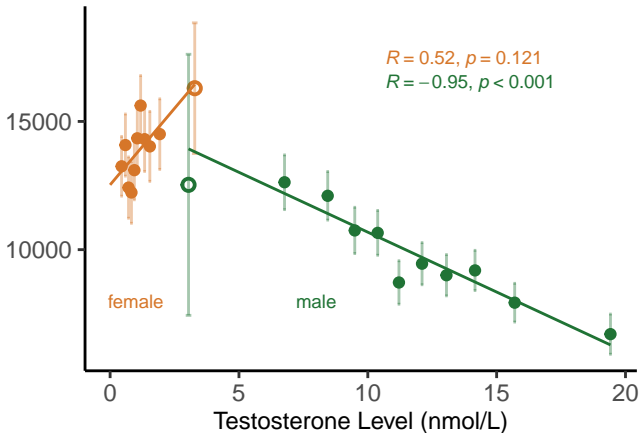 R = 0.52, p = 0.121
R = −0.95, p < 0.001
15000
10000
female
male
0
5
10
15
20
Testosterone Level (nmol/L)